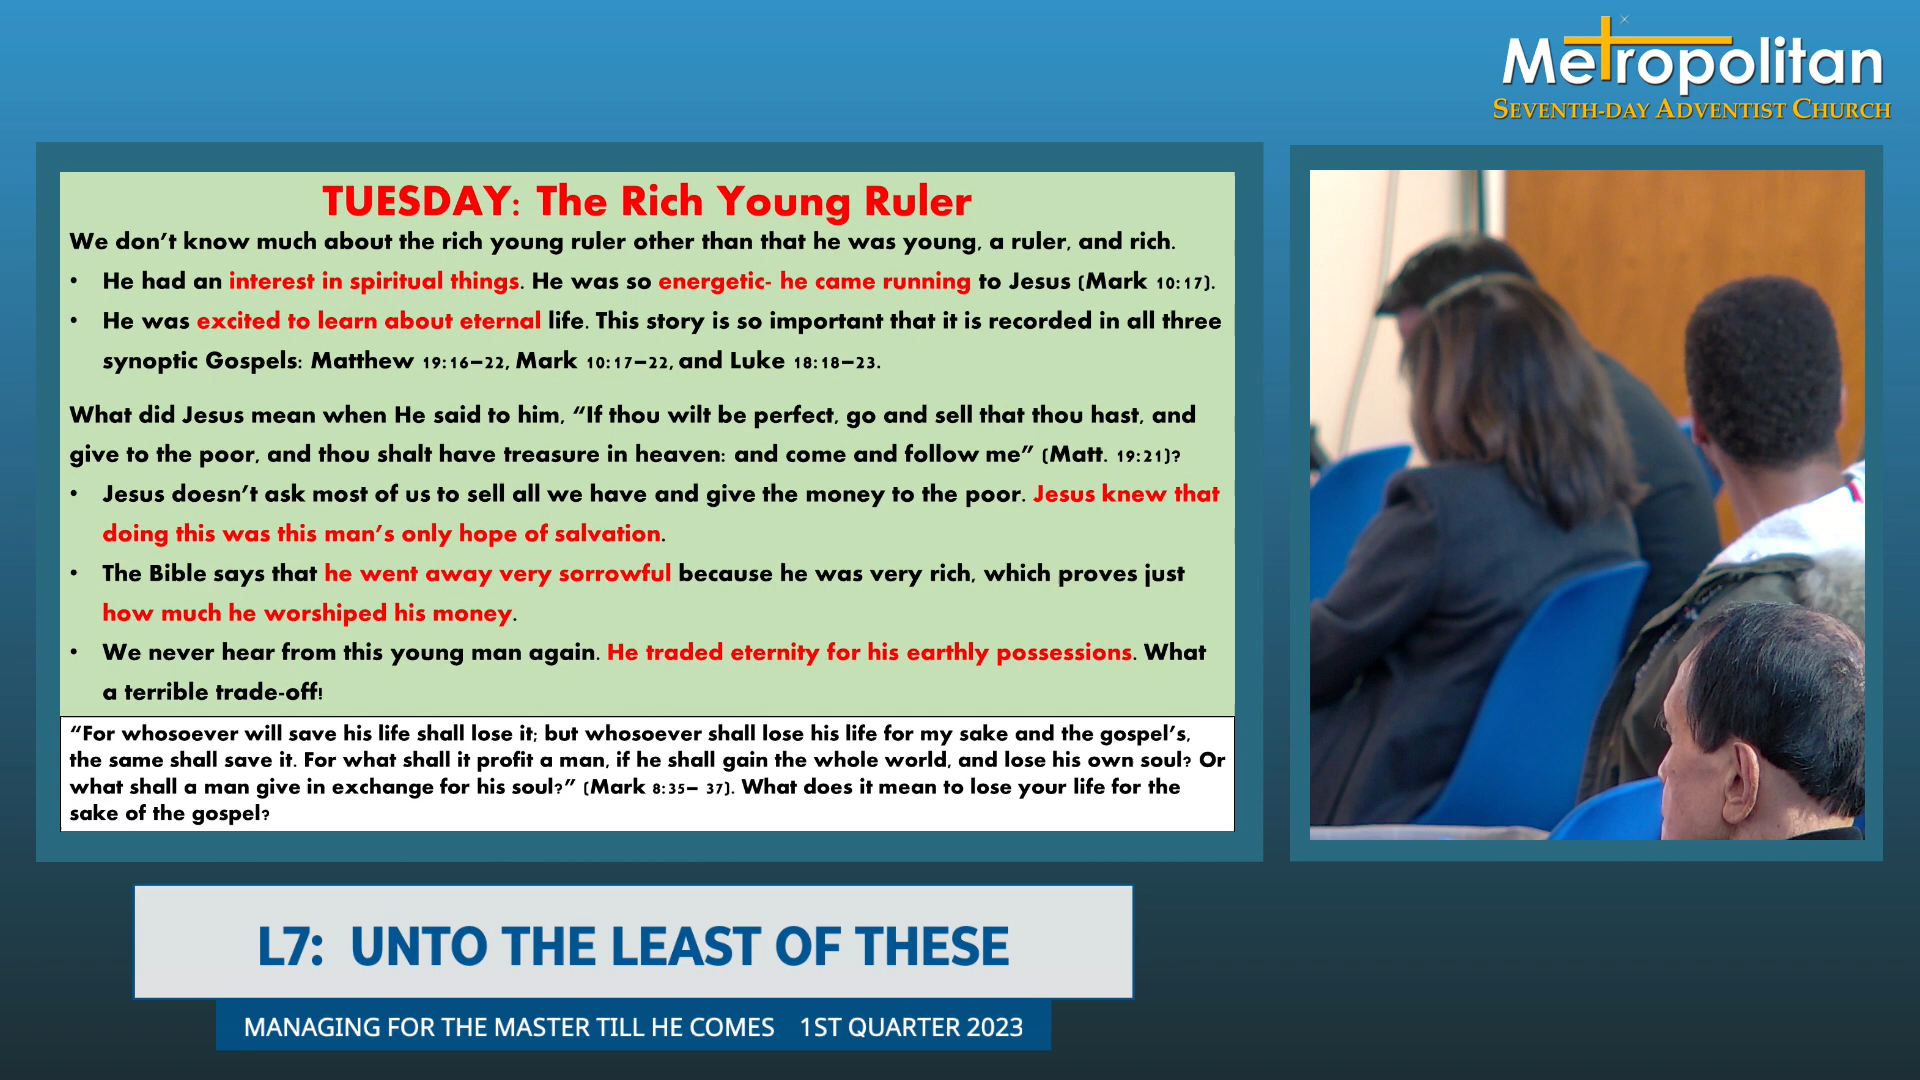 Metropolitan
SEVENTH-DAY ADVENTIST CHURCH
TUESDAY: The Rich Young Ruler
We don’t know much about the rich young ruler other than that he was young, a ruler, and rich.
• He had an interest in spiritual things. He was so energetic- he came running to Jesus (Mark 10:17).
• He was excited to learn about eternal life. This story is so important that it is recorded in all three
synoptic Gospels: Matthew 19:16–22, Mark 10:17–22, and Luke 18:18–23.
What did Jesus mean when He said to him, “If thou wilt be perfect, go and sell that thou hast, and
give to the poor, and thou shalt have treasure in heaven: and come and follow me” (Matt. 19:21)?
• Jesus doesn’t ask most of us to sell all we have and give the money to the poor. Jesus knew that
doing this was this man’s only hope of salvation.
• The Bible says that he went away very sorrowful because he was very rich, which proves just
how much he worshiped his money.
• We never hear from this young man again. He traded eternity for his earthly possessions. What
a terrible trade-off!
“For whosoever will save his life shall lose it; but whosoever shall lose his life for my sake and the gospel’s,
the same shall save it. For what shall it profit a man, if he shall gain the whole world, and lose his own soul? Or
what shall a man give in exchange for his soul?” (Mark 8:35– 37). What does it mean to lose your life for the
sake of the gospel?
L7: UNTO THE LEAST OF THESE
MANAGING FOR THE MASTER TILL HE COMES 1ST QUARTER 2023